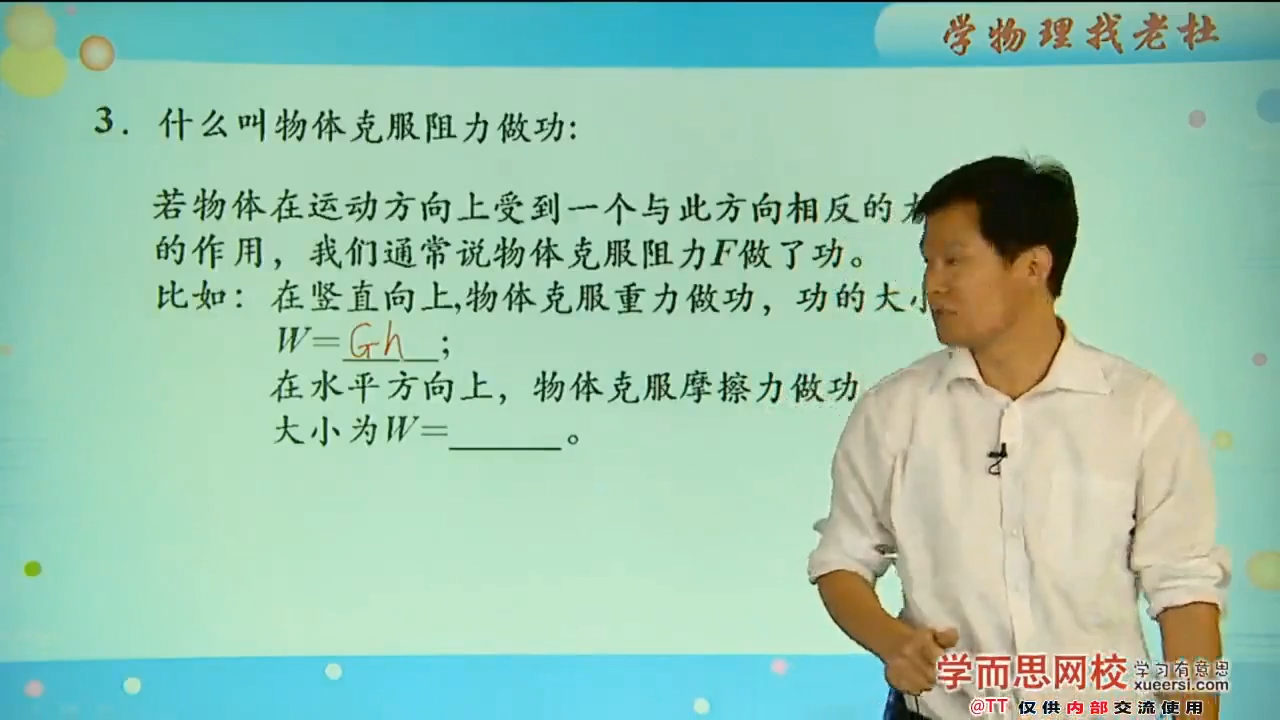 学物理找老杜
3. 什么叫物体克服阻力做功:
若物体在运动方向上受到一个与此方向相反的
的作用，我们通常说物体克服阻力F做了功。
比如：在竖直向上,物体克服重力做功，功的大小
W=Gh；
在水平方向上，物体克服摩擦力做功
大小为W=______。
学而思网校 学习有意思
xueersi.com
@TT 仅供内部交流使用